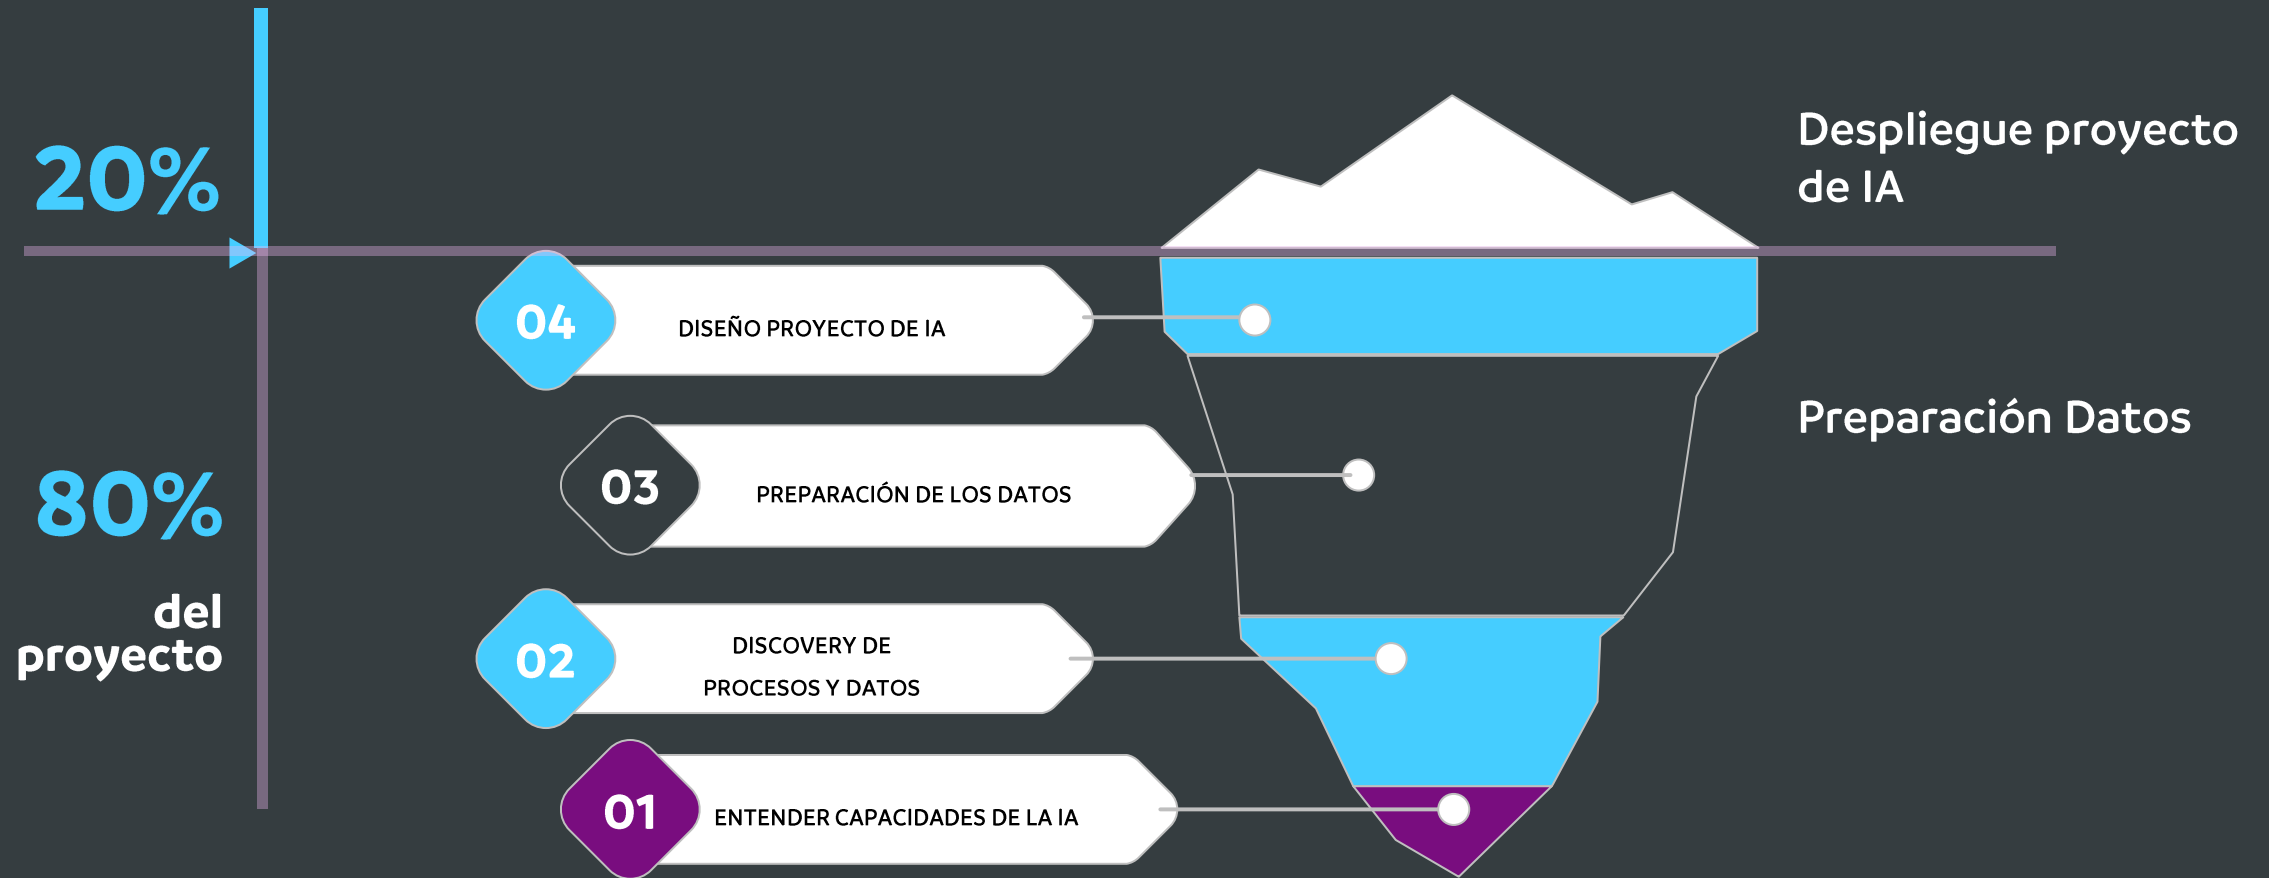 20%
Despliegue proyecto
de IA
04
DISEÑO PROYECTO DE IA
Preparación Datos
80%
del
proyecto
03
PREPARACIÓN DE LOS DATOS
02
DISCOVERY DE
PROCESOS Y DATOS
01
ENTENDER CAPACIDADES DE LA IA